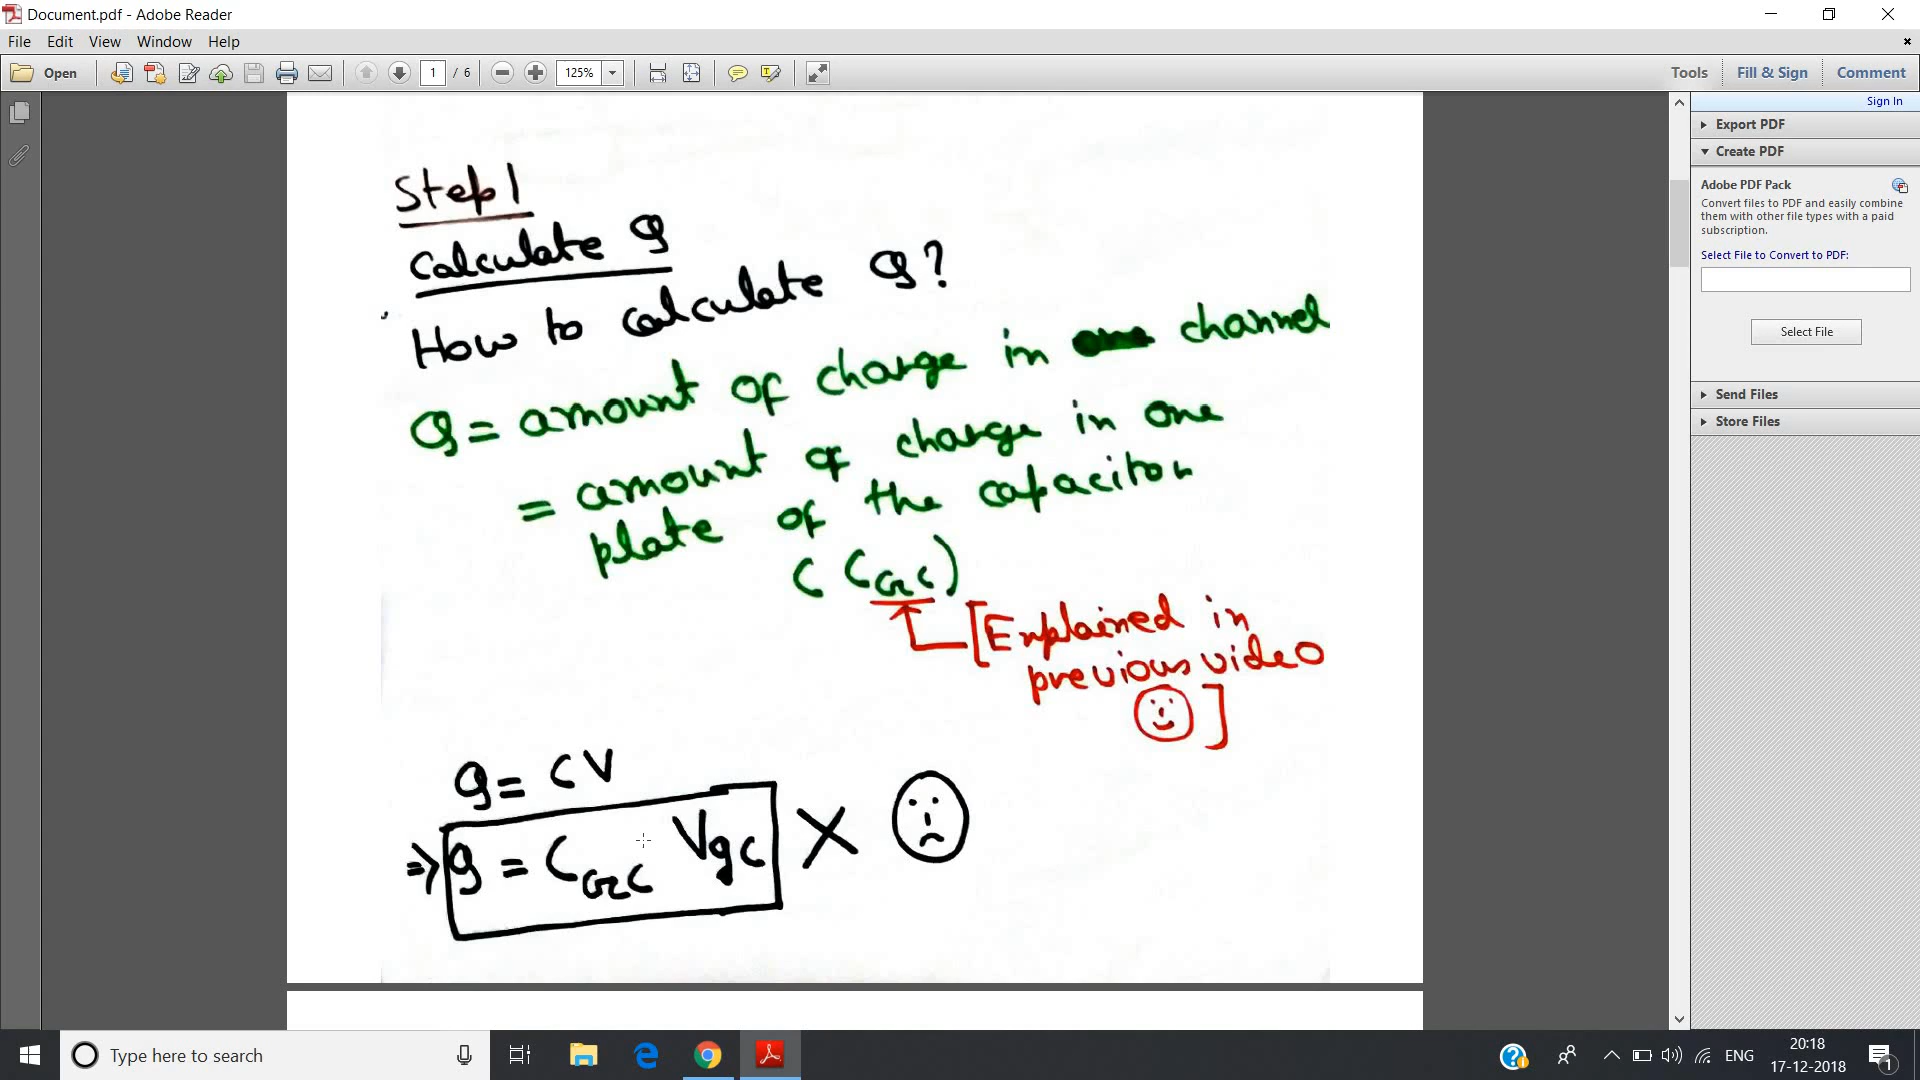 Document.pdf - Adobe Reader
File Edit View Window Help
Open 1 / 6 125% Tools Fill & Sign Comment
Sign In
Export PDF
Create PDF
Adobe PDF Pack
Convert files to PDF and easily combine
them with other file types with a paid
subscription.
Select File to Convert to PDF:
Select File
Send Files
Store Files
Step 1
Calculate Q
How to calculate Q?
Q = amount of charge in channel
= amount of charge in one
plate of the capacitor
(CGC)
[Explained in
previous video
]
Q = CV
⇒ Q = CGC Vgc X
Type here to search
ENG
20:18
17-12-2018
1